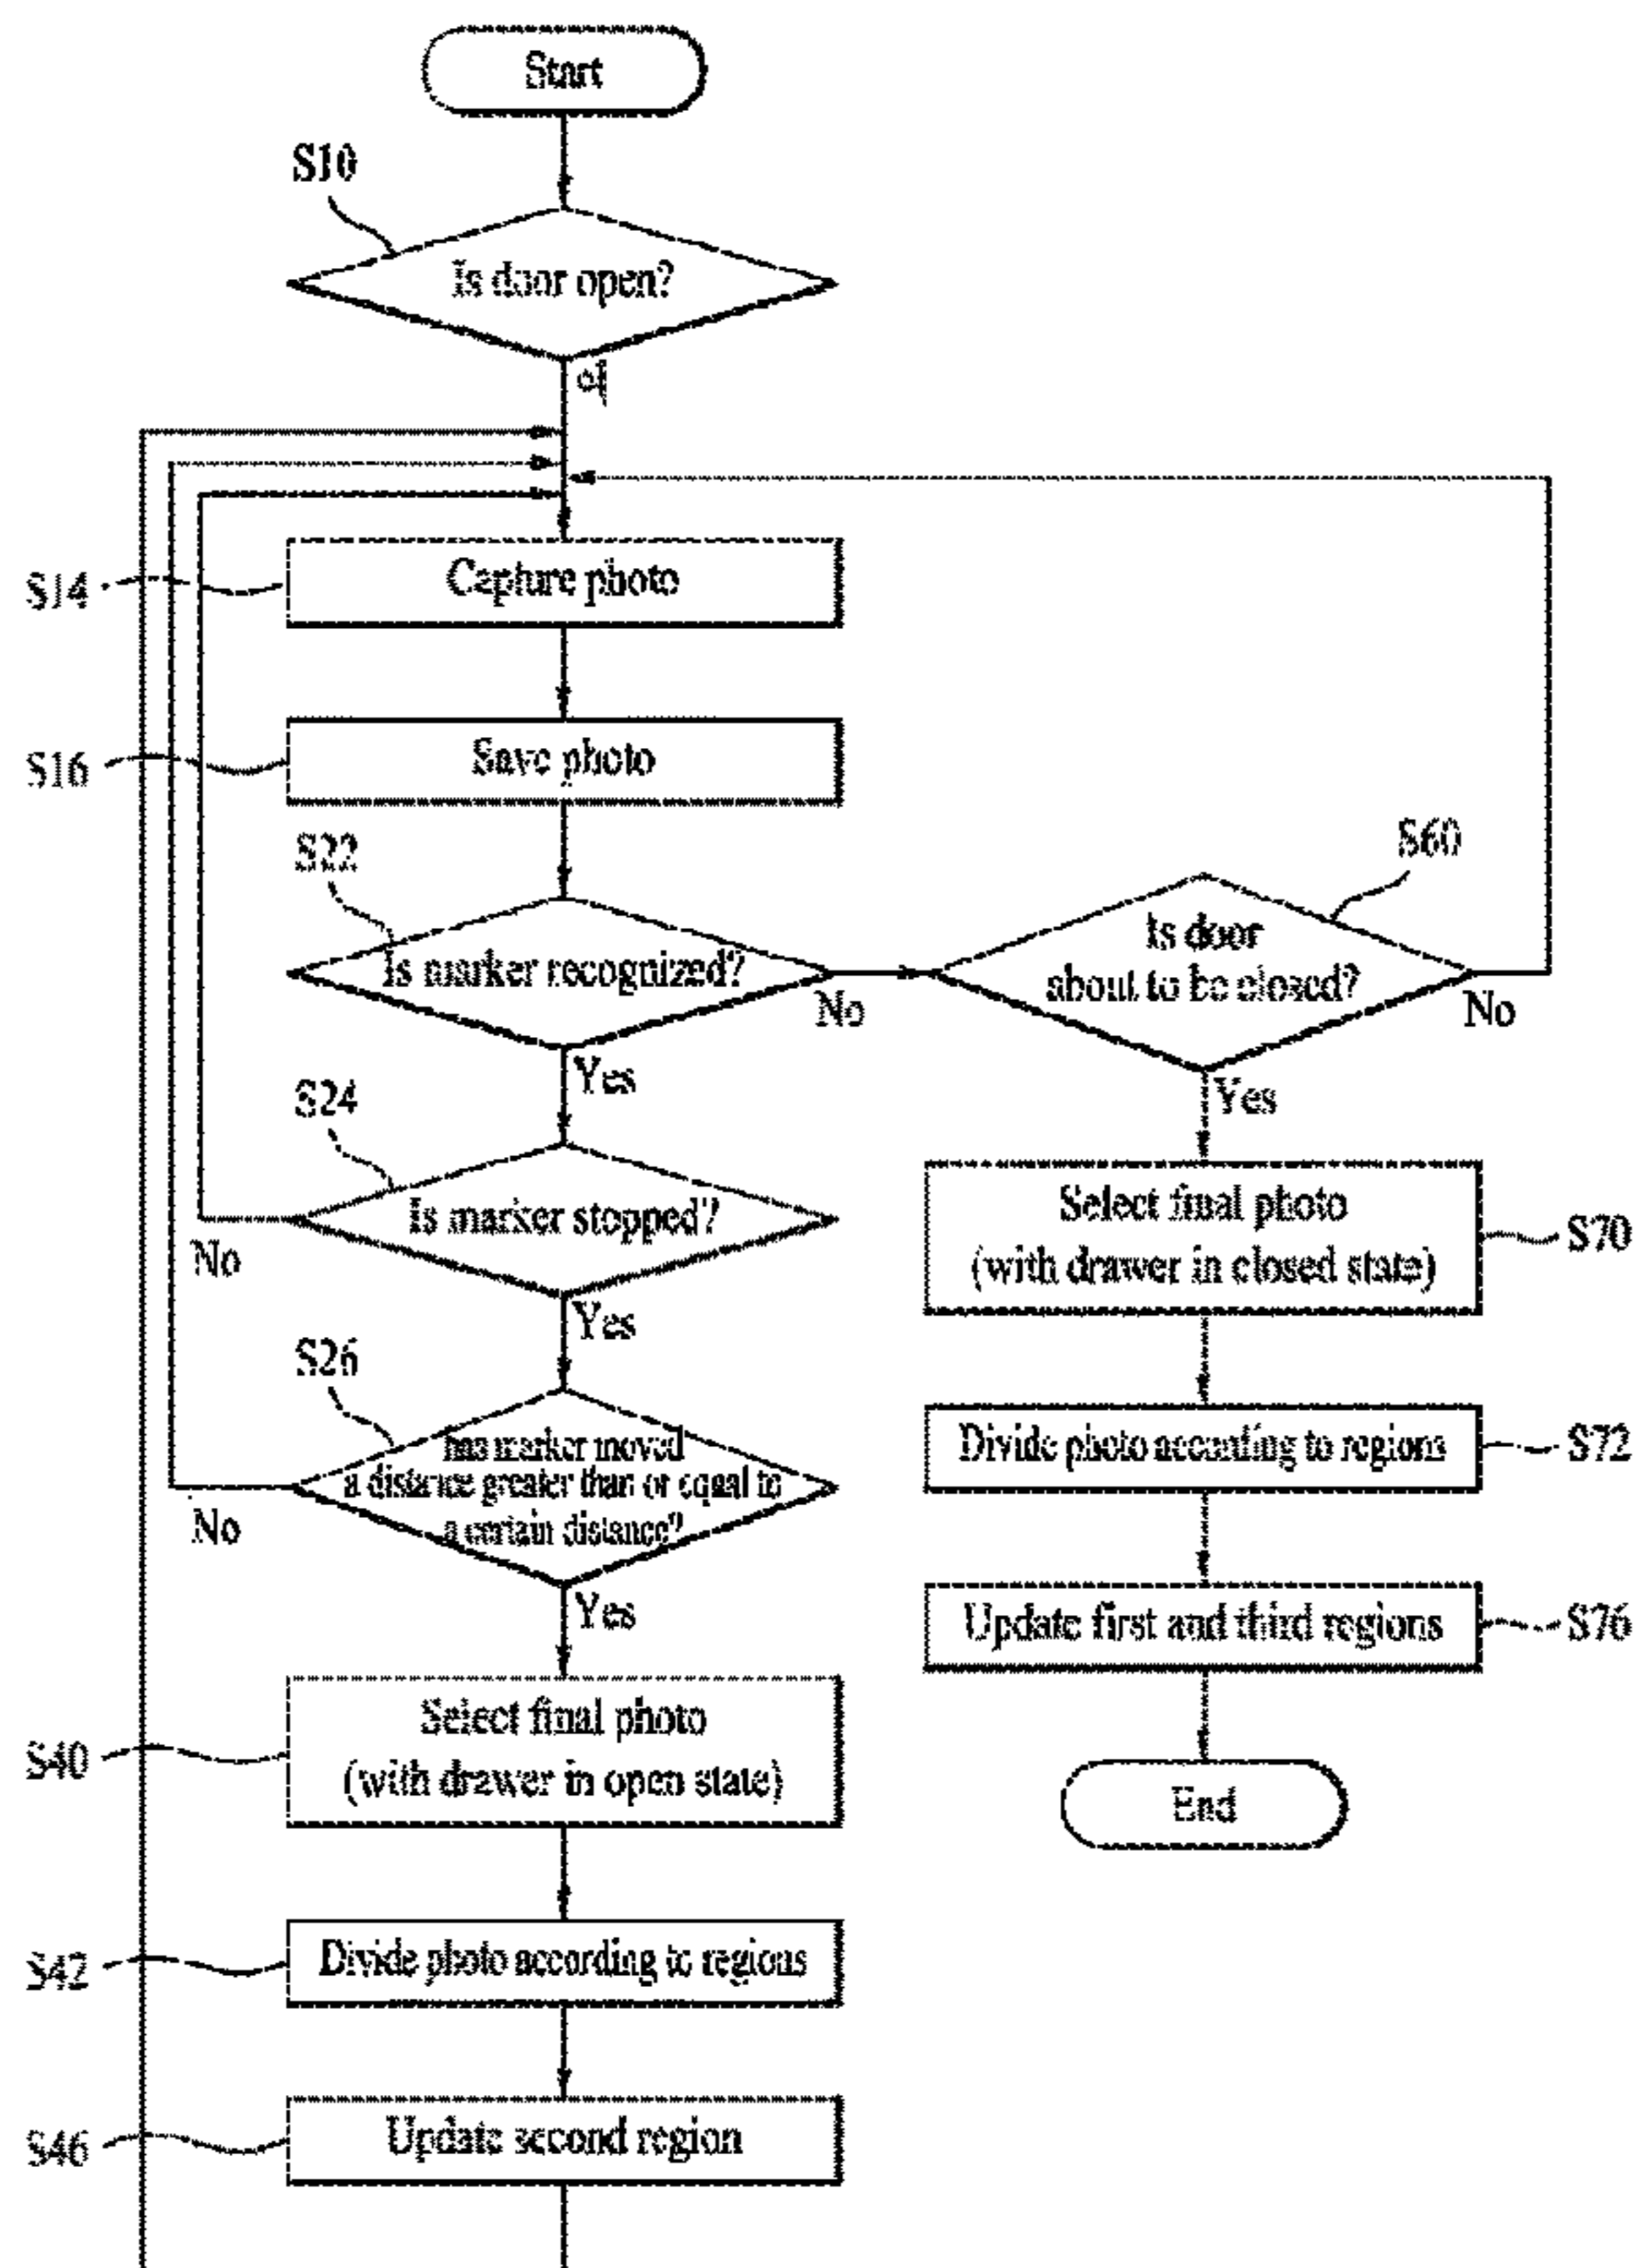 Start
S10
Is door open?
예
S14
Capture photo
S16
Save photo
S22
Is marker recognized?
No
S60
Is door
about to be closed?
No
Yes
Yes
S24
Is marker stopped?
No
Yes
S26
has marker moved
a distance greater than or equal to
a certain distance?
No
Yes
S40
Select final photo
(with drawer in open state)
S42
Divide photo according to regions
S46
Update second region
Select final photo
(with drawer in closed state)
S70
Divide photo according to regions
S72
Update first and third regions
S76
End